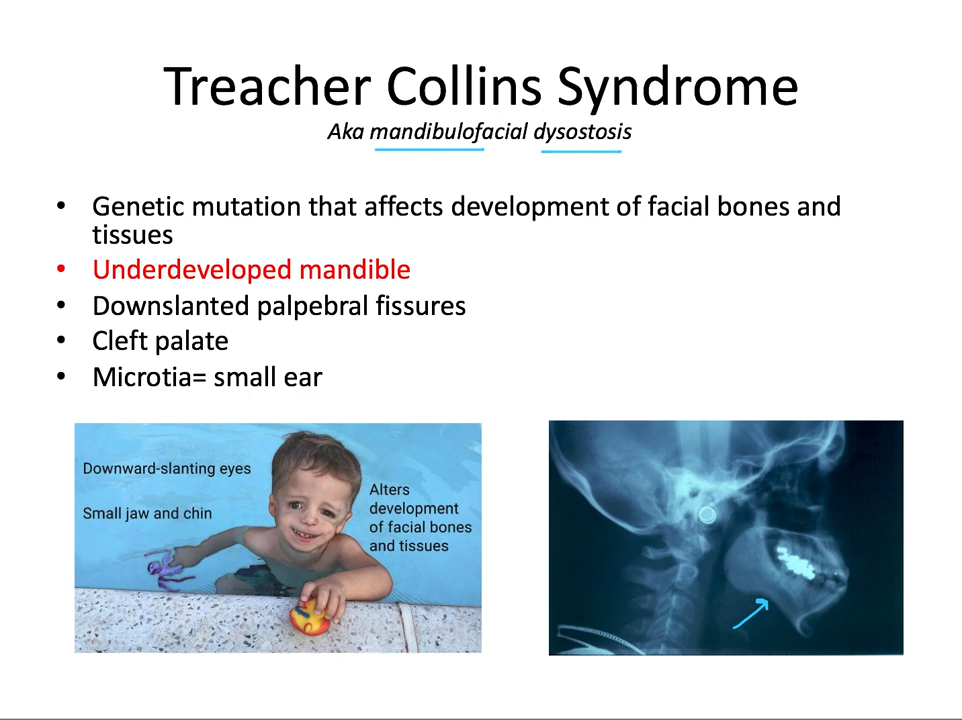 Treacher Collins Syndrome
Aka mandibulofacial dysostosis
• Genetic mutation that affects development of facial bones and
tissues
• Underdeveloped mandible
• Downslanted palpebral fissures
• Cleft palate
• Microtia= small ear
Downward-slanting eyes
Small jaw and chin
Alters
development
of facial bones
and tissues